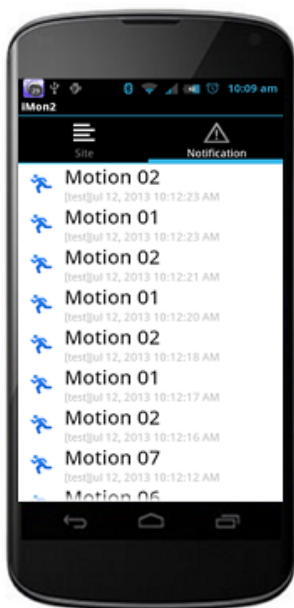 29
10:09 am
iMon2
Site
Notification
Motion 02
[test]Jul 12, 2013 10:12:23 AM
Motion 01
[test]Jul 12, 2013 10:12:23 AM
Motion 02
[test]Jul 12, 2013 10:12:21 AM
Motion 01
[test]Jul 12, 2013 10:12:20 AM
Motion 02
[test]Jul 12, 2013 10:12:18 AM
Motion 01
[test]Jul 12, 2013 10:12:17 AM
Motion 02
[test]Jul 12, 2013 10:12:16 AM
Motion 07
[test]Jul 12, 2013 10:12:12 AM
Motion 06